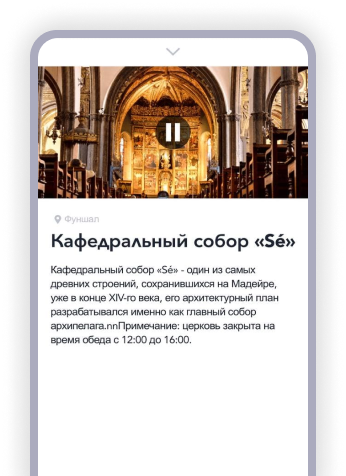 Фуншал
Кафедральный собор «Sé»
Кафедральный собор «Sé» - один из самых
древних строений, сохранившихся на Мадейре,
уже в конце XIV-го века, его архитектурный план
разрабатывался именно как главный собор
архипелага.nnПримечание: церковь закрыта на
время обеда с 12:00 до 16:00.